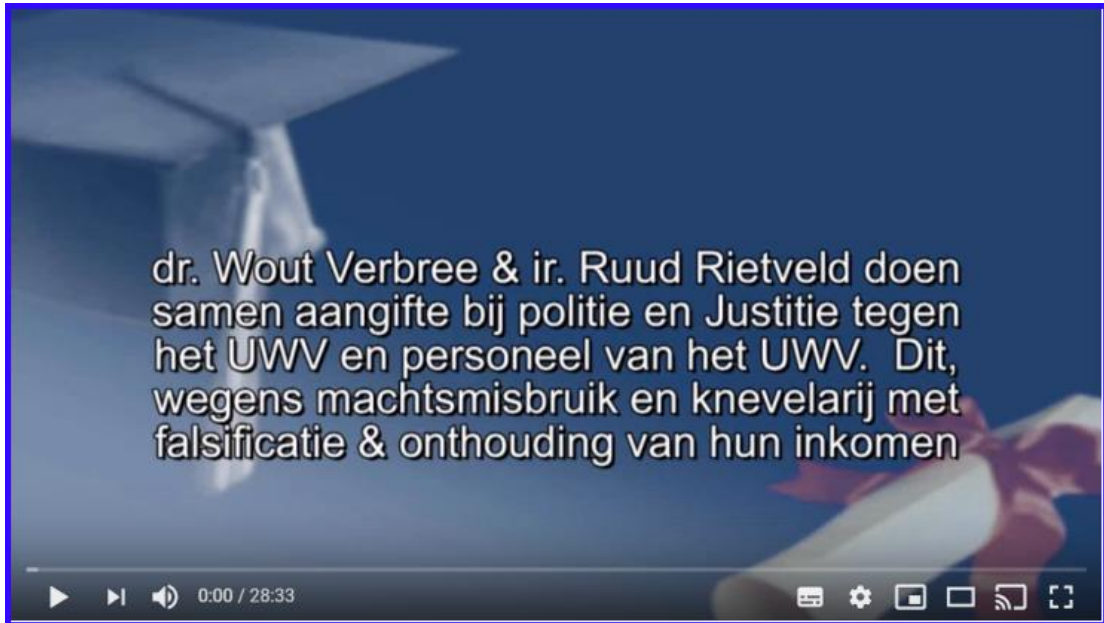 dr. Wout Verbree & ir. Ruud Rietveld doen
samen aangifte bij politie en Justitie tegen
het UWV en personeel van het UWV.  Dit,
wegens machtsmisbruik en knevelarij met
falsificatie & onthouding van hun inkomen
0:00 / 28:33